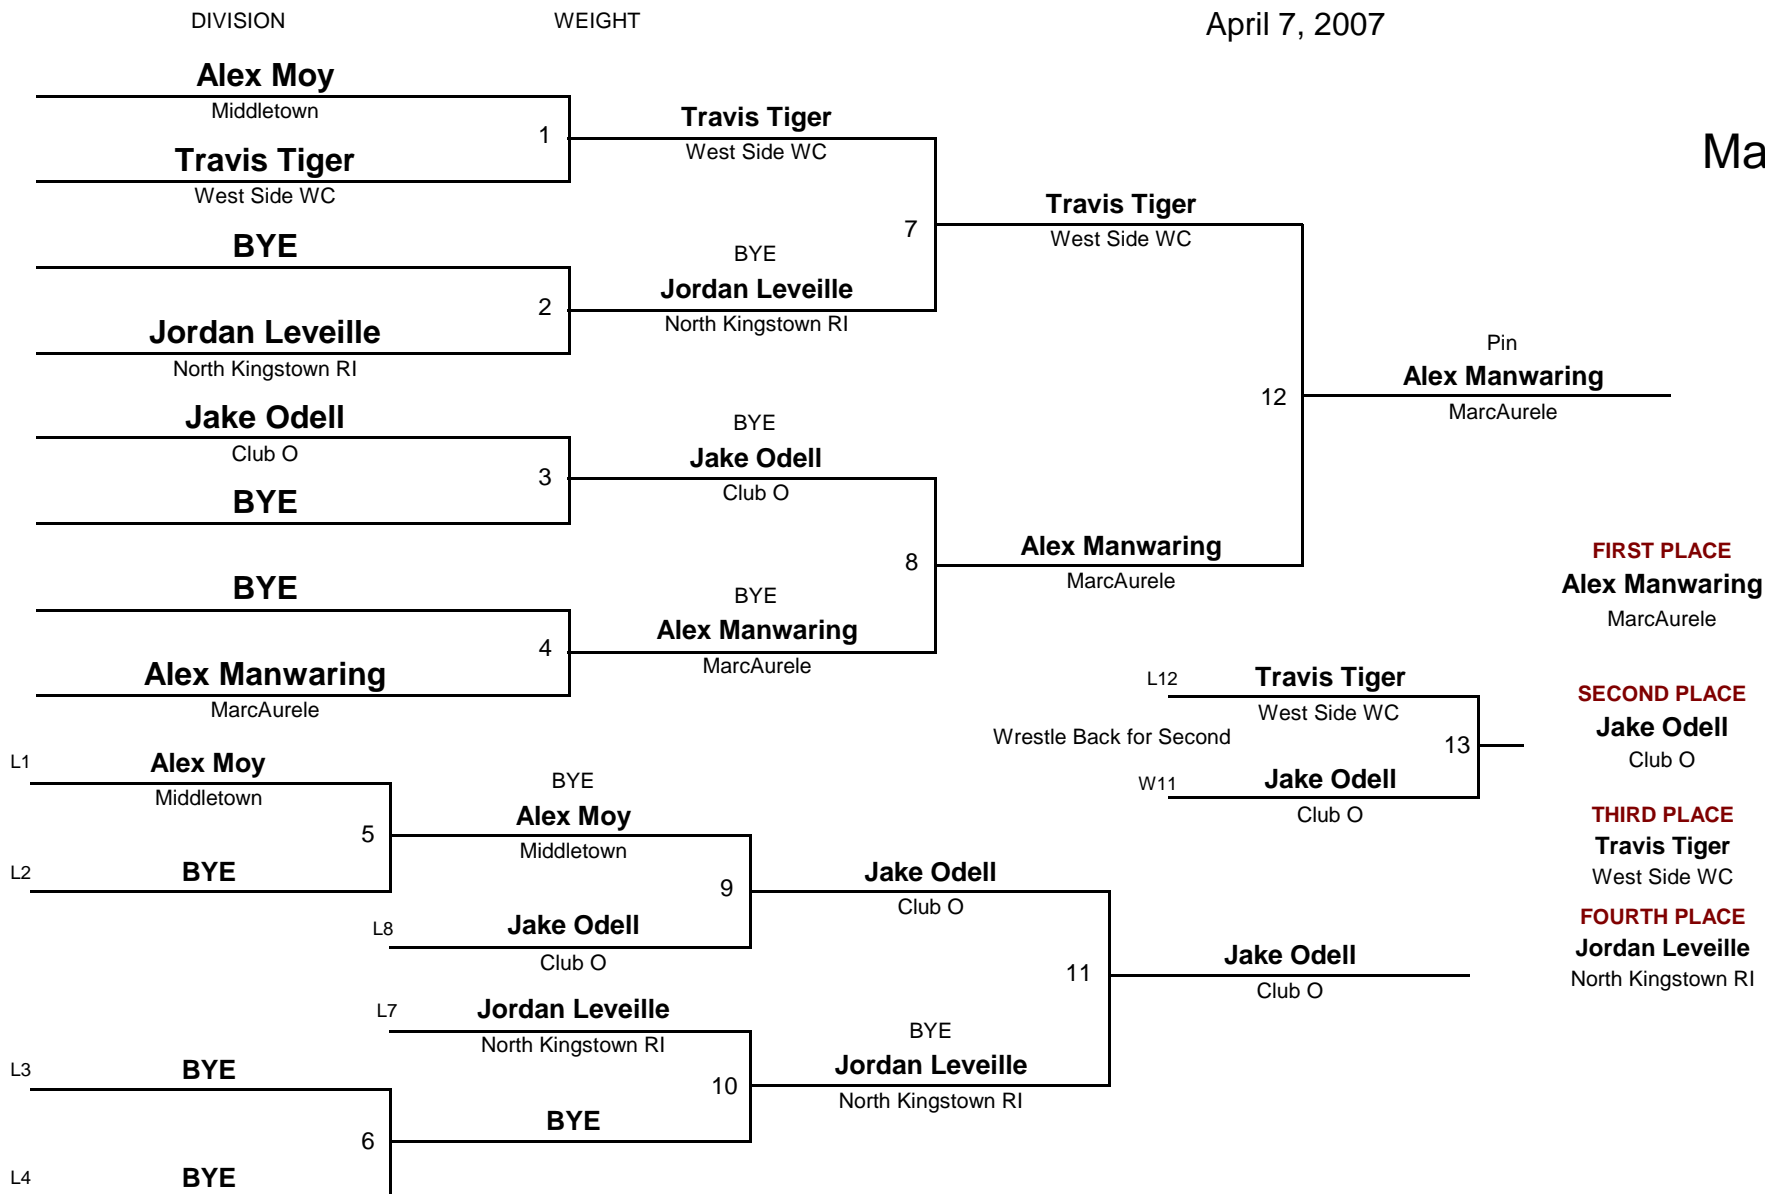 DIVISION WEIGHT April 7, 2007
Alex Moy
Middletown
1
Travis Tiger
West Side WC
Travis Tiger
West Side WC
Ma
BYE
2
Jordan Leveille
North Kingstown RI
BYE
Jordan Leveille
North Kingstown RI
7
Travis Tiger
West Side WC
Jake Odell
Club O
3
BYE
BYE
Jake Odell
Club O
BYE
4
Alex Manwaring
MarcAurele
BYE
Alex Manwaring
MarcAurele
8
Alex Manwaring
MarcAurele
12
Pin
Alex Manwaring
MarcAurele
FIRST PLACE
Alex Manwaring
MarcAurele
L12
Travis Tiger
West Side WC
Wrestle Back for Second
13
W11
Jake Odell
Club O
SECOND PLACE
Jake Odell
Club O
THIRD PLACE
Travis Tiger
West Side WC
FOURTH PLACE
Jordan Leveille
North Kingstown RI
L1
Alex Moy
Middletown
5
L2
BYE
BYE
Alex Moy
Middletown
9
L8
Jake Odell
Club O
Jake Odell
Club O
L7
Jordan Leveille
North Kingstown RI
10
BYE
BYE
Jordan Leveille
North Kingstown RI
11
Jake Odell
Club O
L3
BYE
6
L4
BYE